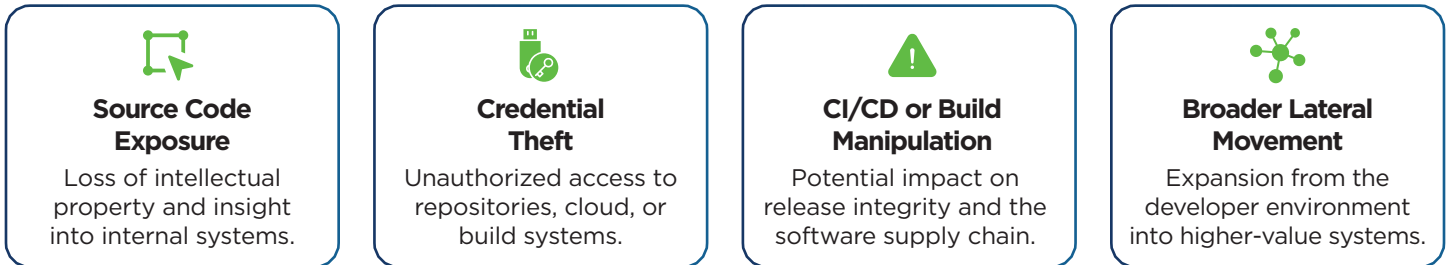 Source Code
Exposure
Loss of intellectual
property and insight
into internal systems.
Credential
Theft
Unauthorized access to
repositories, cloud, or
build systems.
CI/CD or Build
Manipulation
Potential impact on
release integrity and the
software supply chain.
Broader Lateral
Movement
Expansion from the
developer environment
into higher-value systems.